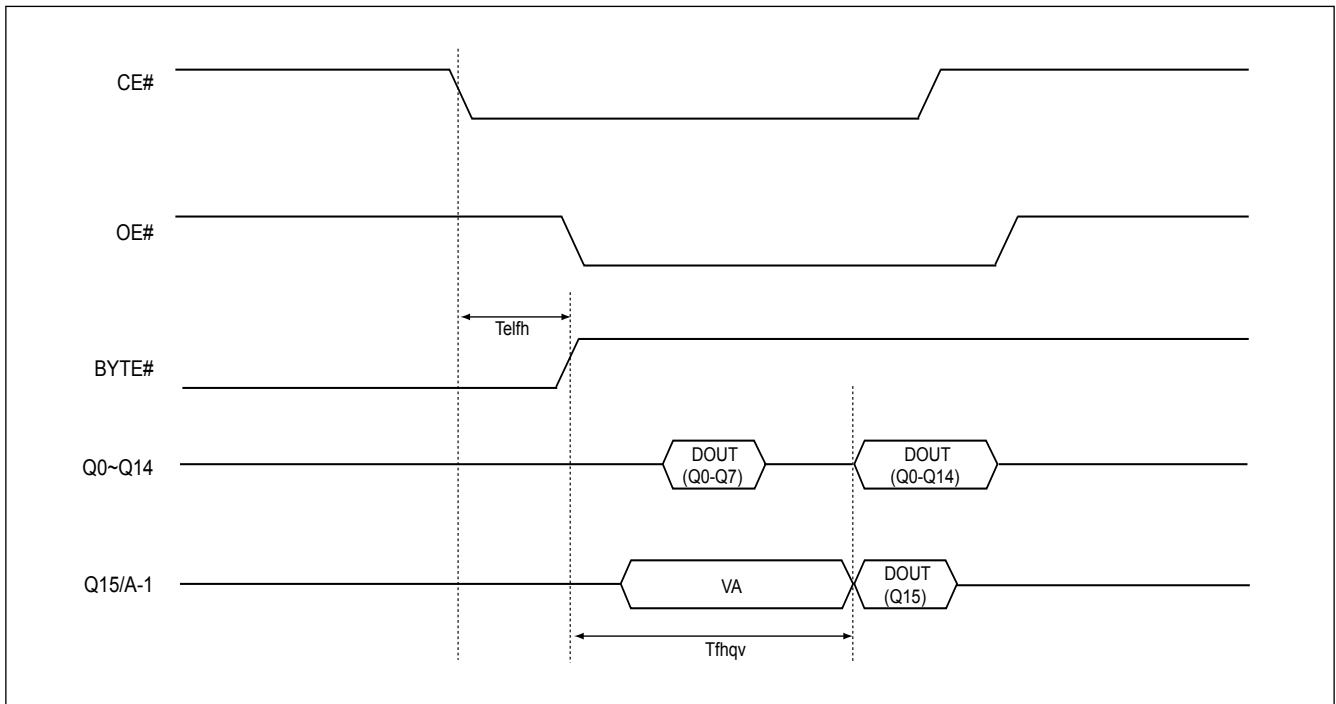 CE#
OE#
Telfh
BYTE#
Q0~Q14
DOUT
(Q0-Q7)
DOUT
(Q0-Q14)
Q15/A-1
VA
DOUT
(Q15)
Tfhqv